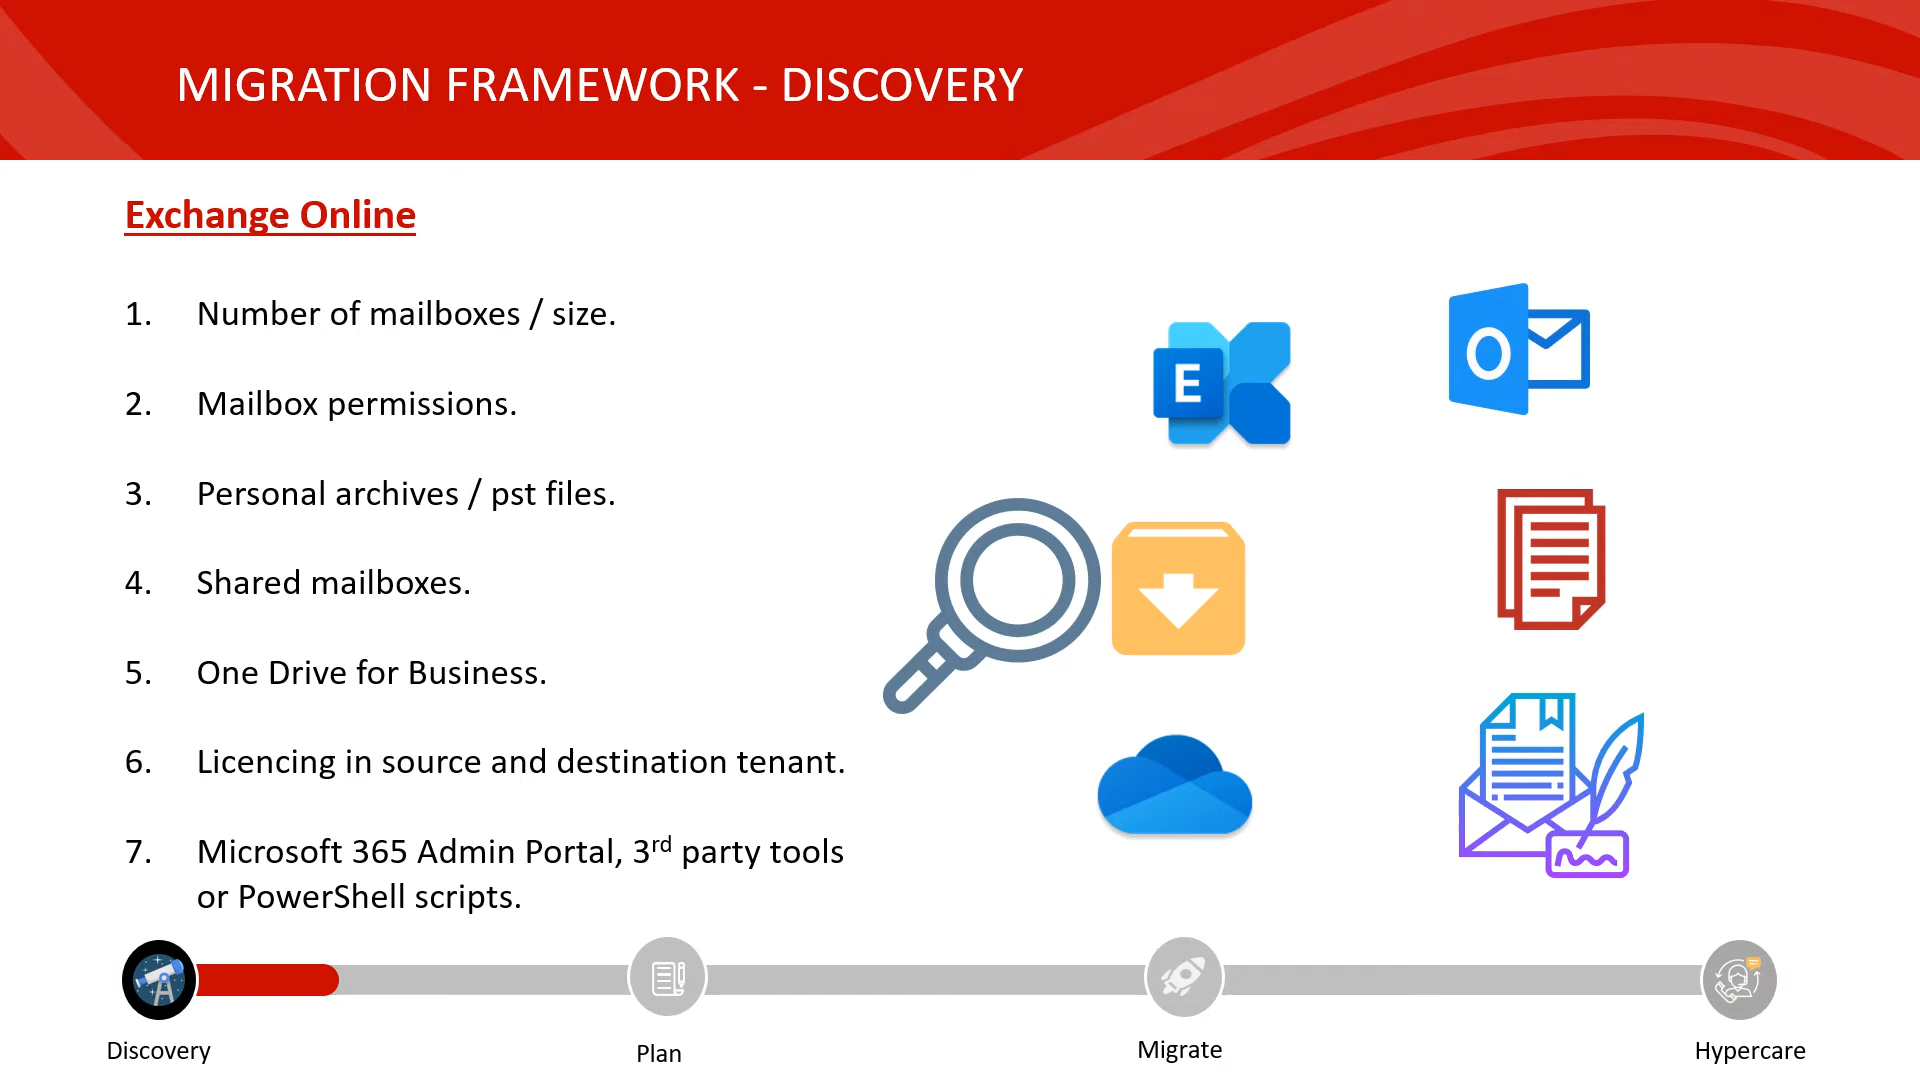 MIGRATION FRAMEWORK - DISCOVERY
Exchange Online
1. Number of mailboxes / size.
2. Mailbox permissions.
3. Personal archives / pst files.
4. Shared mailboxes.
5. One Drive for Business.
6. Licencing in source and destination tenant.
7. Microsoft 365 Admin Portal, 3rd party tools
or PowerShell scripts.
E
O
Discovery
Plan
Migrate
Hypercare